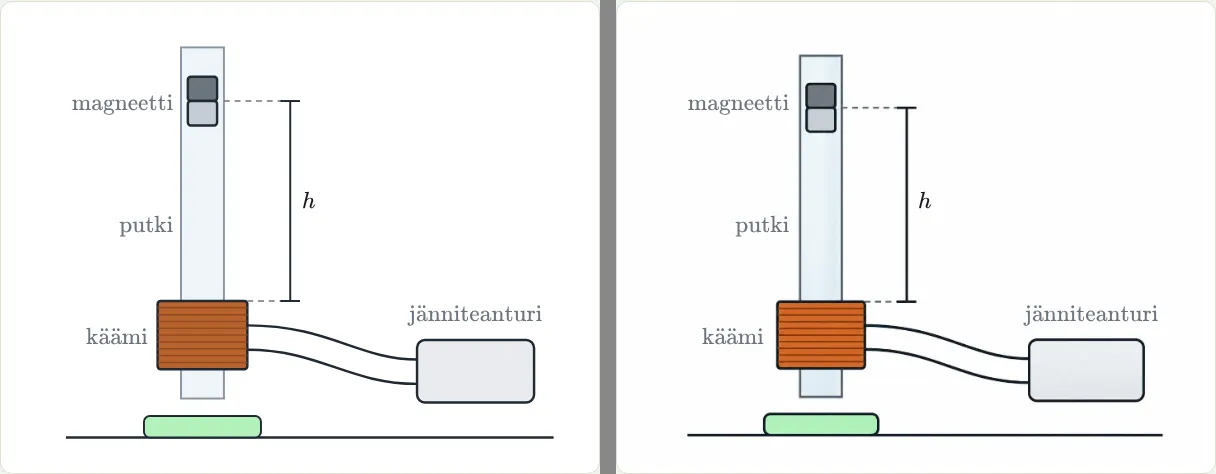 magneetti
h
putki
jänniteanturi
käämi
magneetti
h
putki
jänniteanturi
käämi